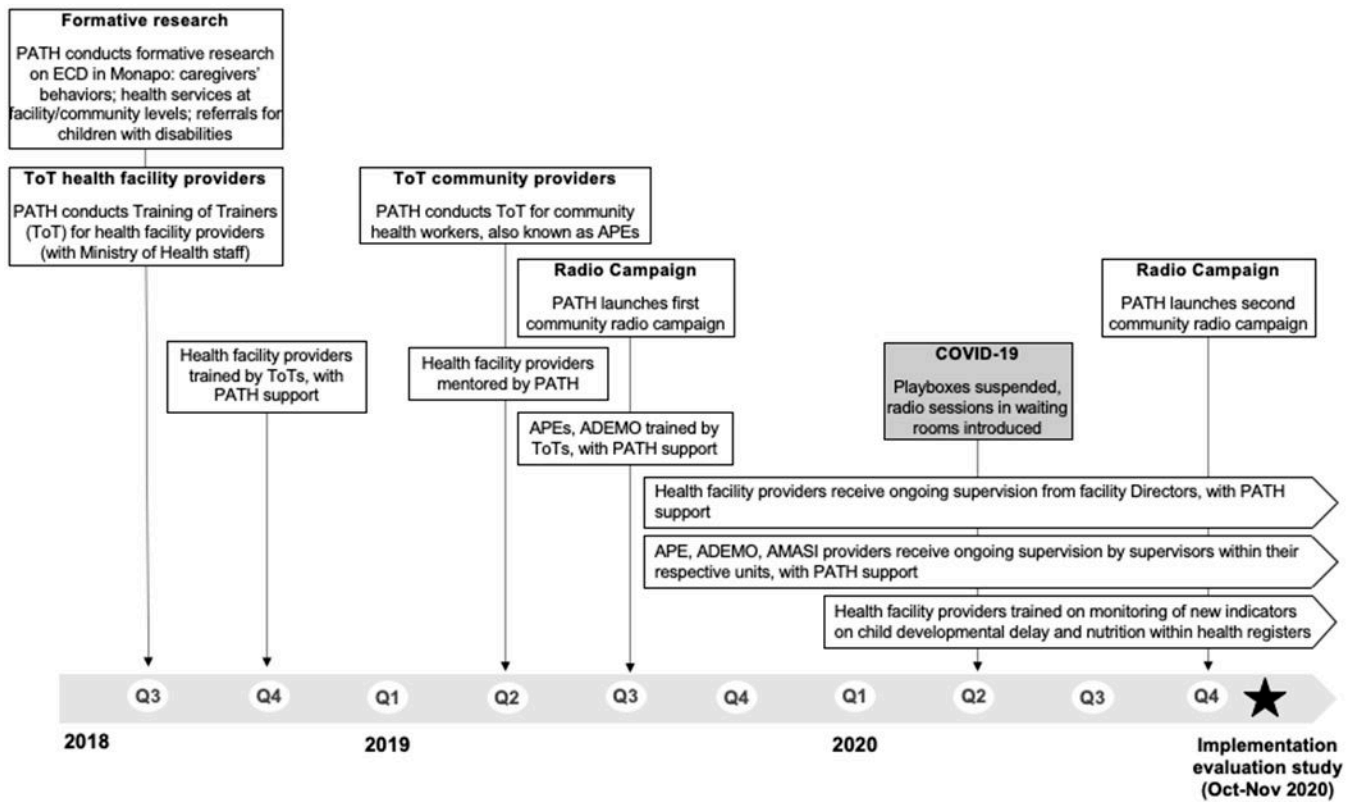 Formative research
PATH conducts formative research
on ECD in Monapo: caregivers'
behaviors; health services at
facility/community levels; referrals for
children with disabilities
ToT health facility providers
PATH conducts Training of Trainers
(ToT) for health facility providers
(with Ministry of Health staff)
ToT community providers
PATH conducts ToT for community
health workers, also known as APEs
Radio Campaign
PATH launches first
community radio campaign
Radio Campaign
PATH launches second
community radio campaign
Health facility providers
trained by ToTs, with
PATH support
Health facility providers
mentored by PATH
COVID-19
Playboxes suspended,
radio sessions in waiting
rooms introduced
APEs, ADEMO trained by
ToTs, with PATH support
Health facility providers receive ongoing supervision from facility Directors, with PATH
support
APE, ADEMO, AMASI providers receive ongoing supervision by supervisors within their
respective units, with PATH support
Health facility providers trained on monitoring of new indicators
on child developmental delay and nutrition within health registers
Q3 Q4 Q1 Q2 Q3 Q4 Q1 Q2 Q3 Q4
2018 2019 2020
Implementation
evaluation study
(Oct-Nov 2020)